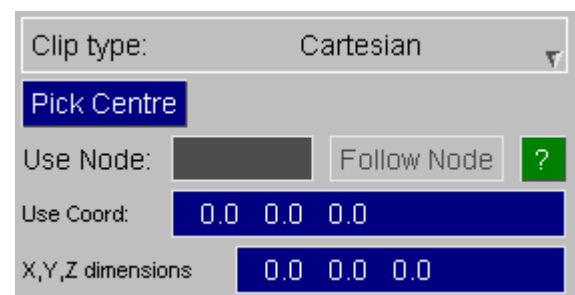 Clip type: Cartesian
Pick Centre
Use Node: Follow Node ?
Use Coord: 0.0 0.0 0.0
X,Y,Z dimensions 0.0 0.0 0.0